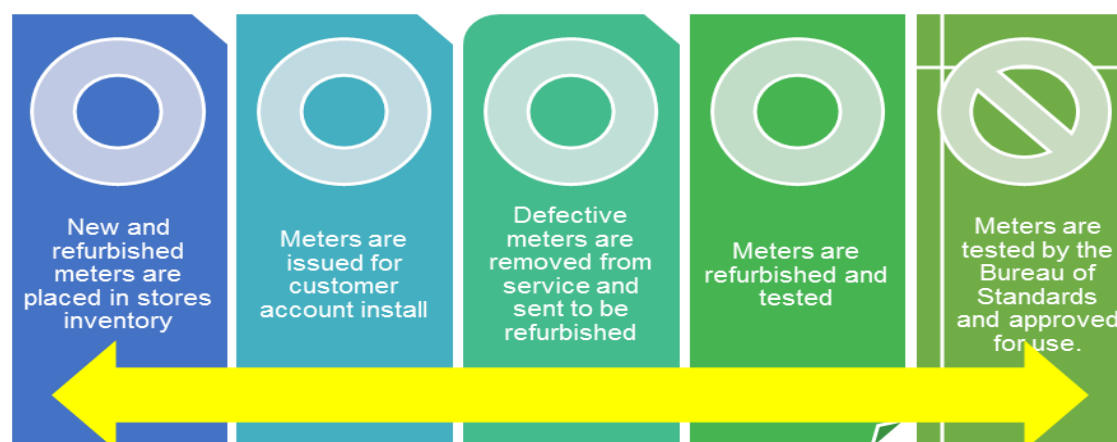 New and
refurbished
meters are
placed in stores
inventory
Meters are
issued for
customer
account install
Defective
meters are
removed from
service and
sent to be
refurbished
Meters are
refurbished and
tested
Meters are
tested by the
Bureau of
Standards
and approved
for use.